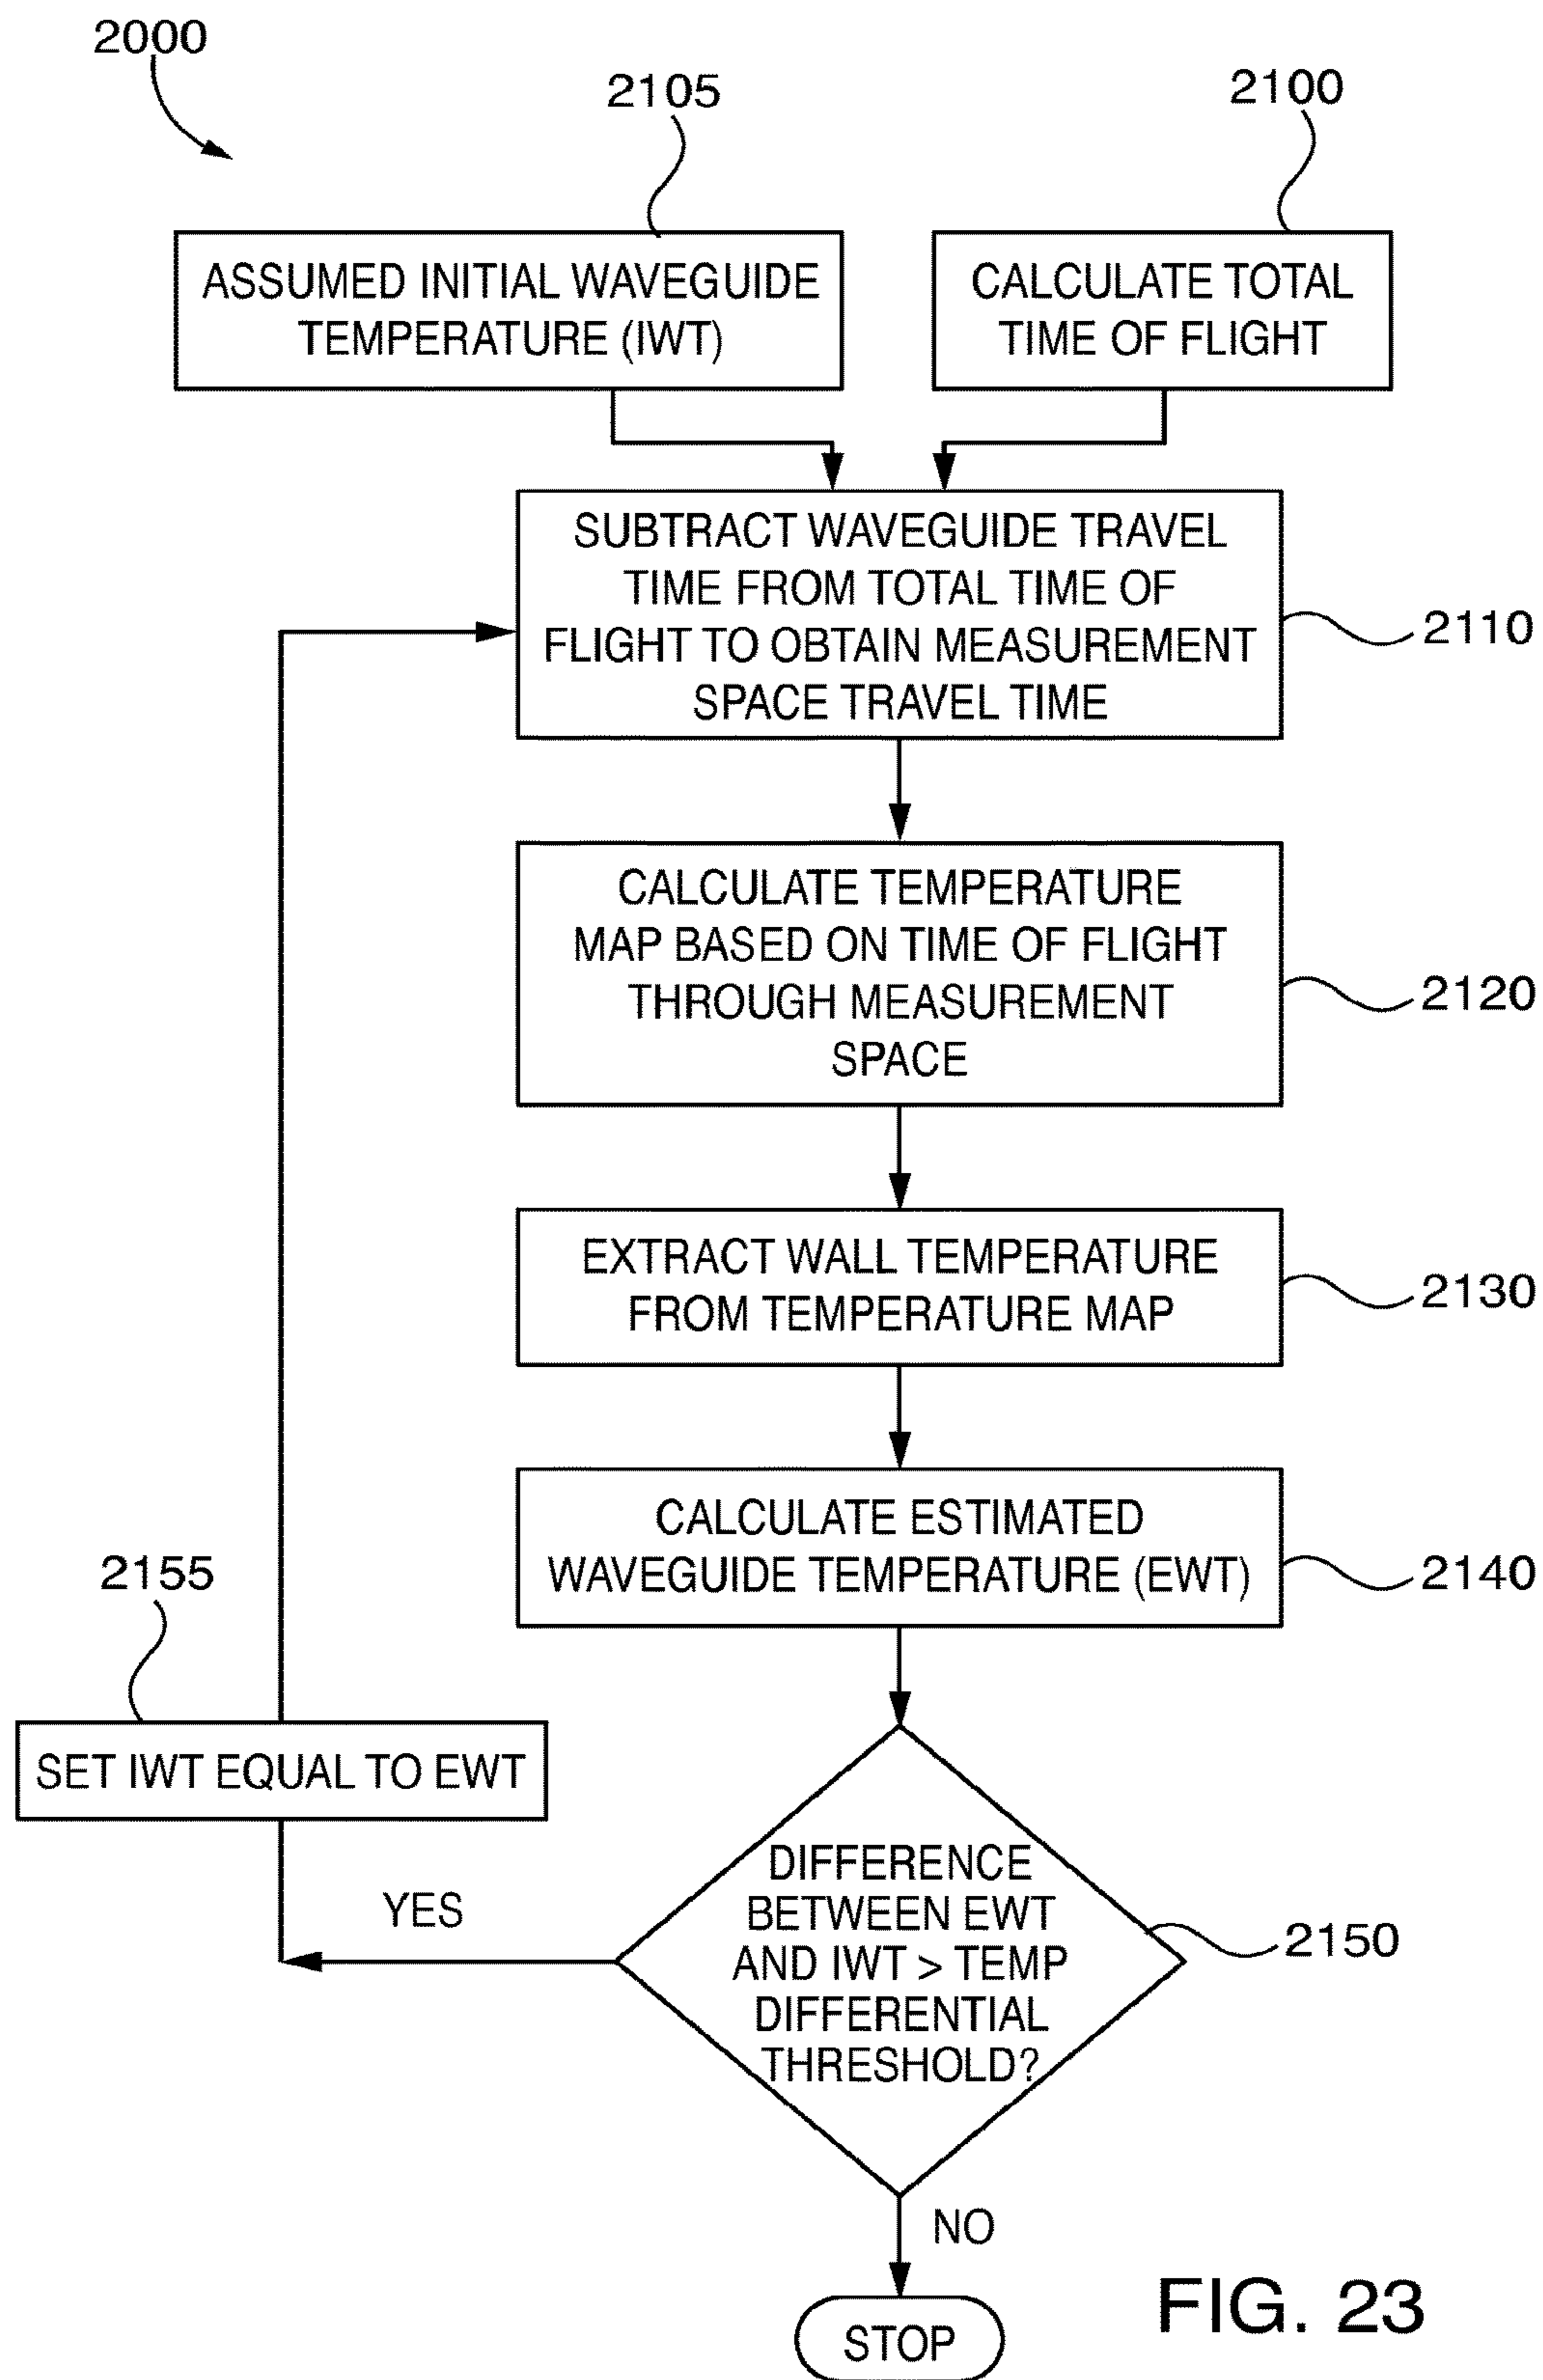 2000
2105
2100
ASSUMED INITIAL WAVEGUIDE
TEMPERATURE (IWT)
CALCULATE TOTAL
TIME OF FLIGHT
SUBTRACT WAVEGUIDE TRAVEL
TIME FROM TOTAL TIME OF
FLIGHT TO OBTAIN MEASUREMENT
SPACE TRAVEL TIME
2110
CALCULATE TEMPERATURE
MAP BASED ON TIME OF FLIGHT
THROUGH MEASUREMENT
SPACE
2120
EXTRACT WALL TEMPERATURE
FROM TEMPERATURE MAP
2130
CALCULATE ESTIMATED
WAVEGUIDE TEMPERATURE (EWT)
2140
2155
SET IWT EQUAL TO EWT
YES
DIFFERENCE
BETWEEN EWT
AND IWT > TEMP
DIFFERENTIAL
THRESHOLD?
2150
NO
STOP
FIG. 23